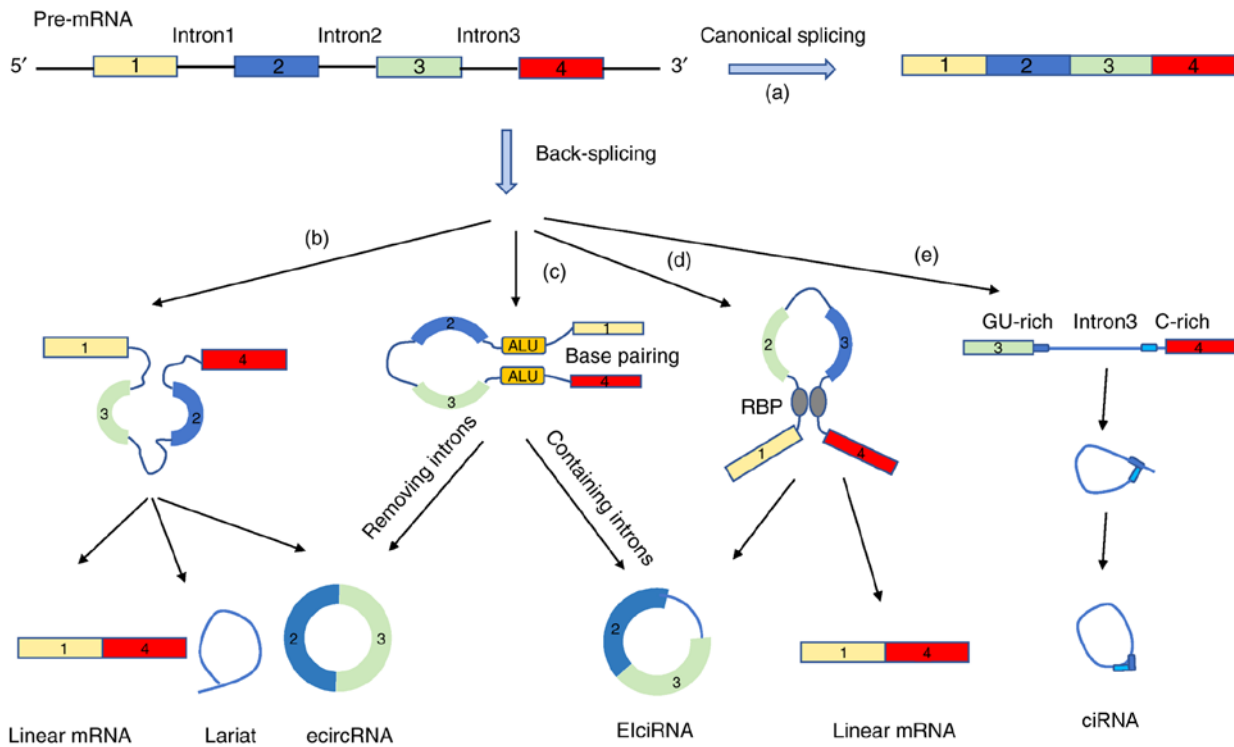 Pre-mRNA
Intron1 Intron2 Intron3
5′ 1 2 3 4 3′
Canonical splicing
(a)
1 2 3 4
Back-splicing
(b) (c) (d) (e)
1 4
3 2
2 ALU 1
Base pairing
3 ALU 4
2 3
RBP
1 4
GU-rich Intron3 C-rich
3 4
Removing introns
Containing introns
1 4
2 3
2 3
1 4
Linear mRNA Lariat ecircRNA EIciRNA Linear mRNA ciRNA